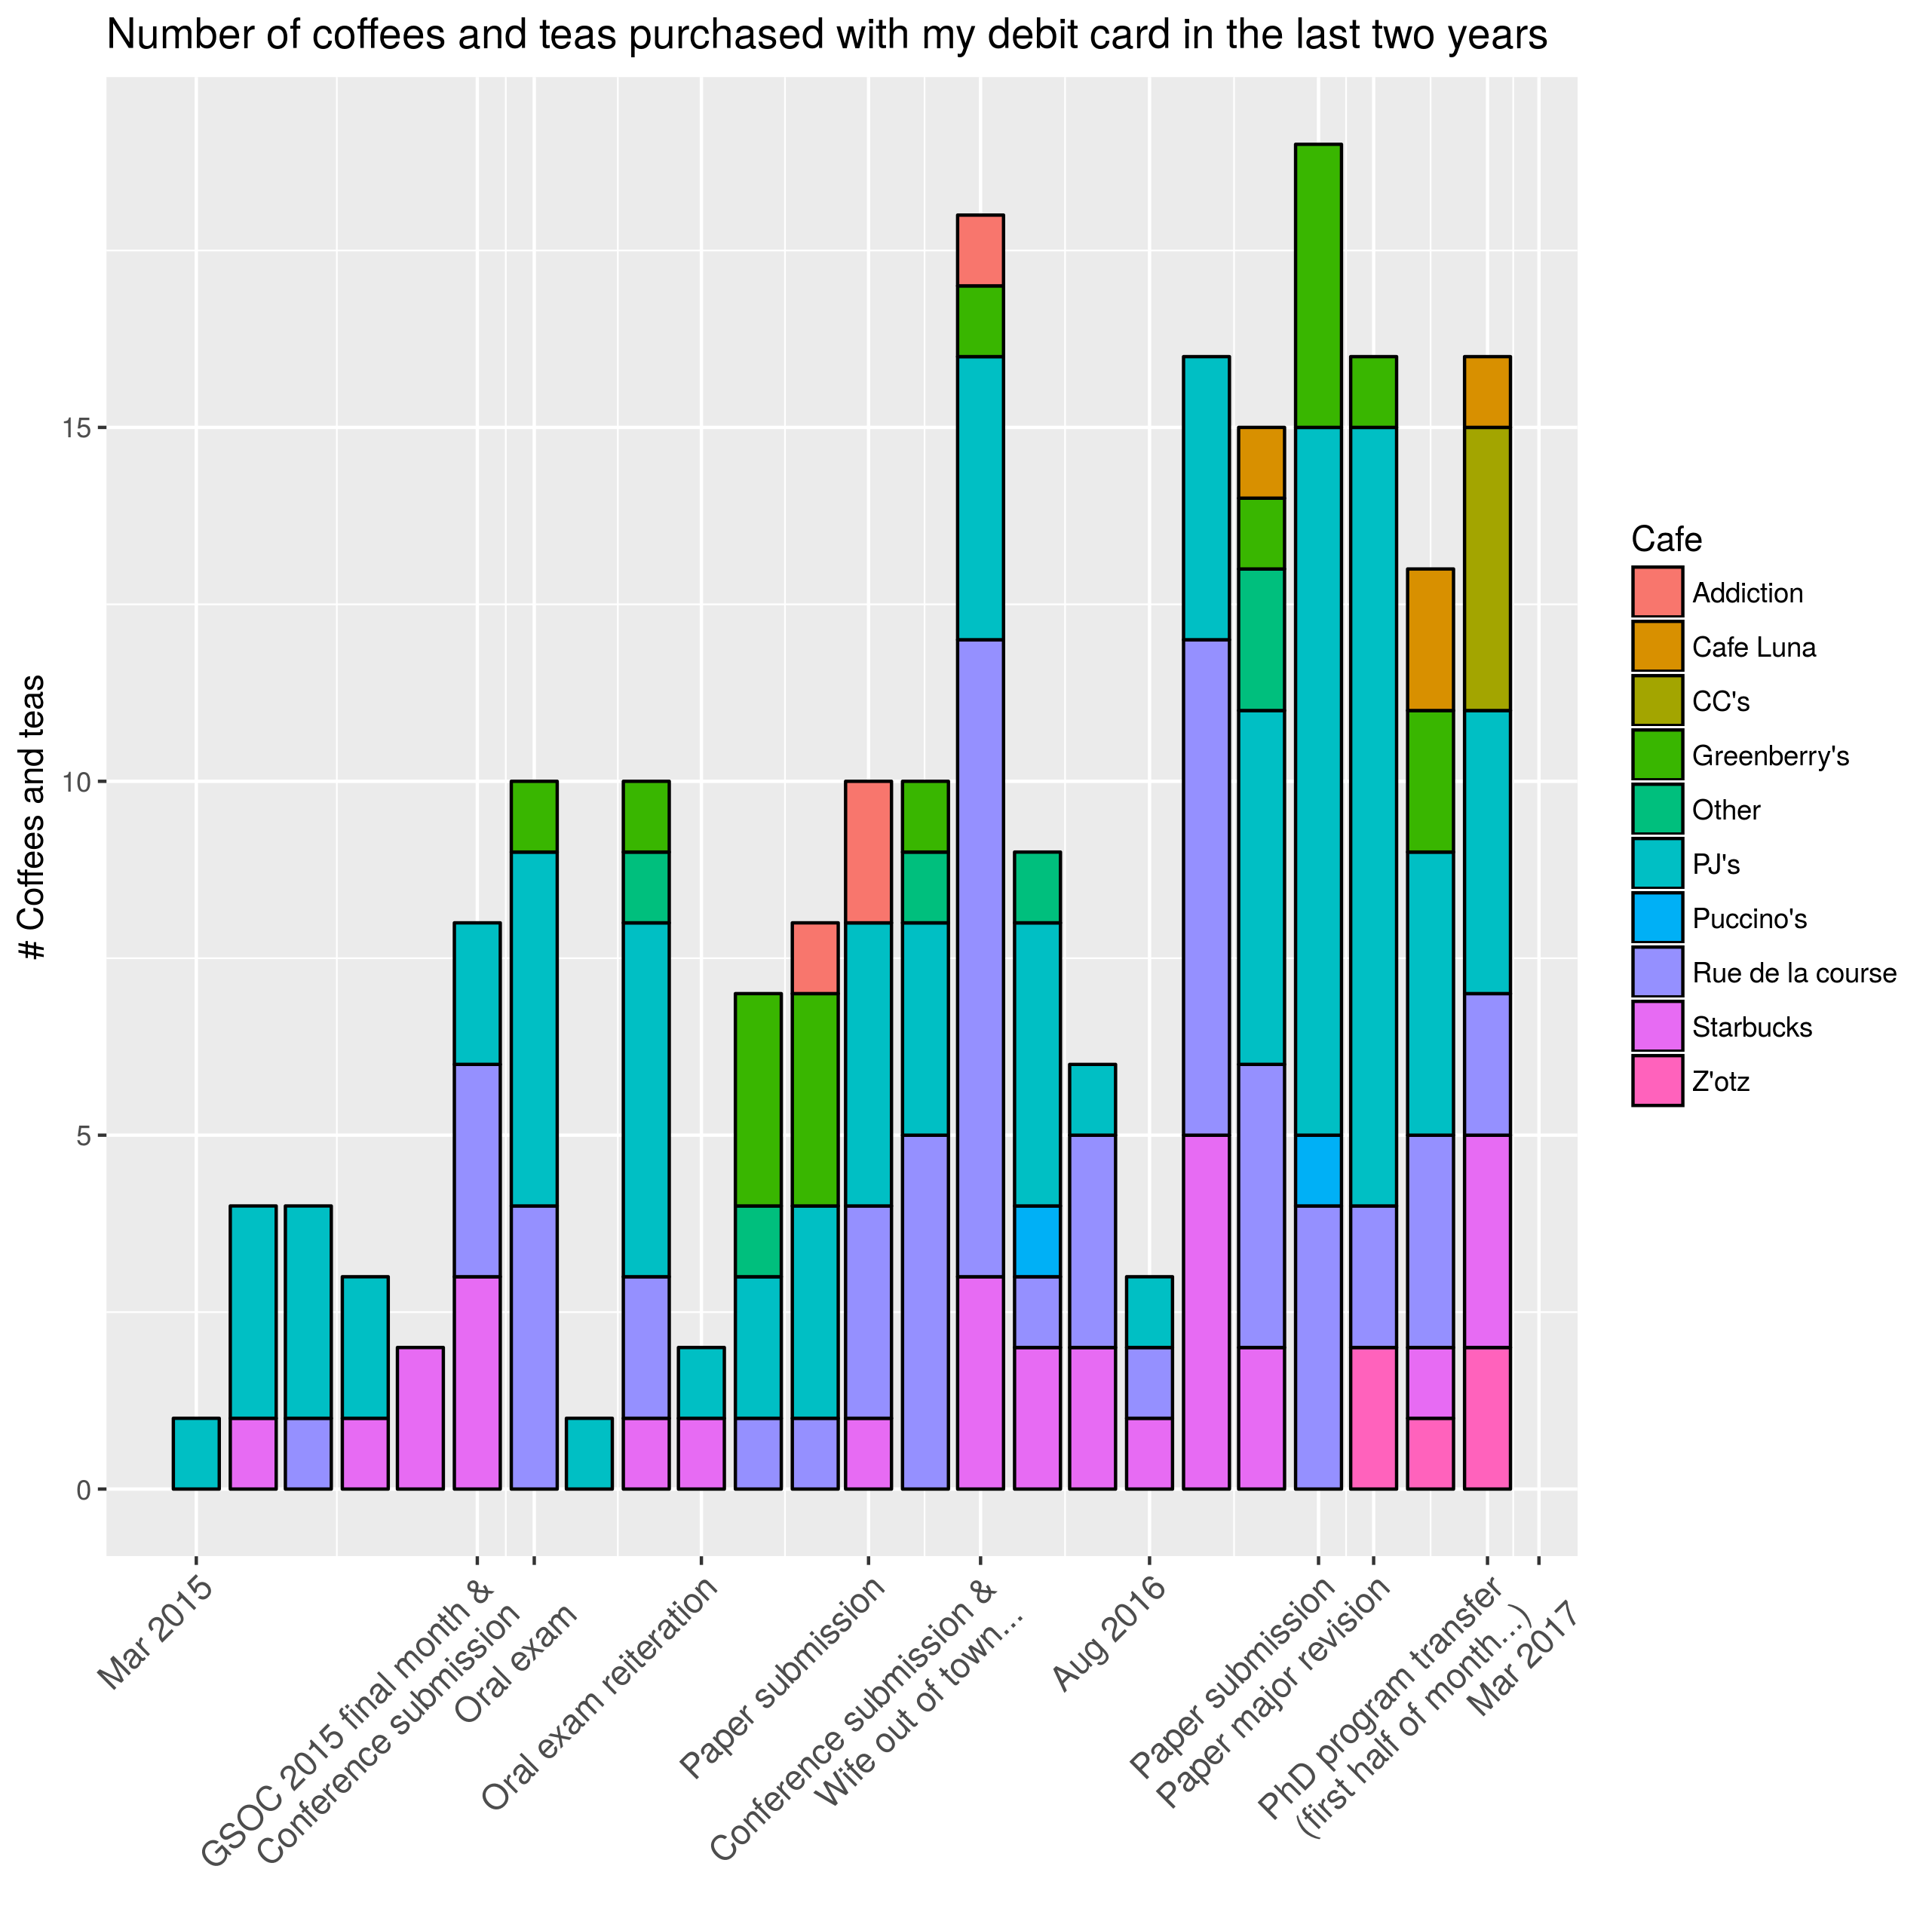 Number of coffees and teas purchased with my debit card in the last two years
# Coffees and teas
15
10
5
0
Mar 2015
GSOC 2015 final month &
Conference submission
Oral exam
Oral exam reiteration
Paper submission
Conference submission &
Wife out of town...
Aug 2016
Paper submission
Paper major revision
PhD program transfer
(first half of month...)
Mar 2017
Cafe
Addiction
Cafe Luna
CC's
Greenberry's
Other
PJ's
Puccino's
Rue de la course
Starbucks
Z'otz